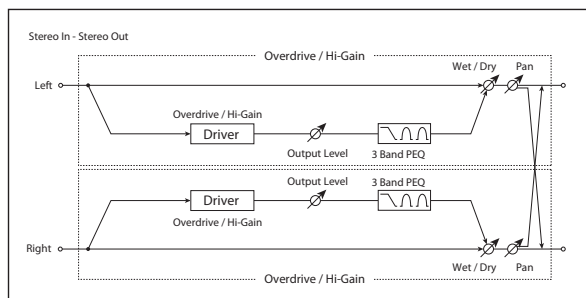 Stereo In - Stereo Out
Overdrive / Hi-Gain
Wet / Dry
Pan
Left
Overdrive / Hi-Gain
Driver
Output Level
3 Band PEQ
Output Level
3 Band PEQ
Driver
Overdrive / Hi-Gain
Right
Wet / Dry
Pan
Overdrive / Hi-Gain